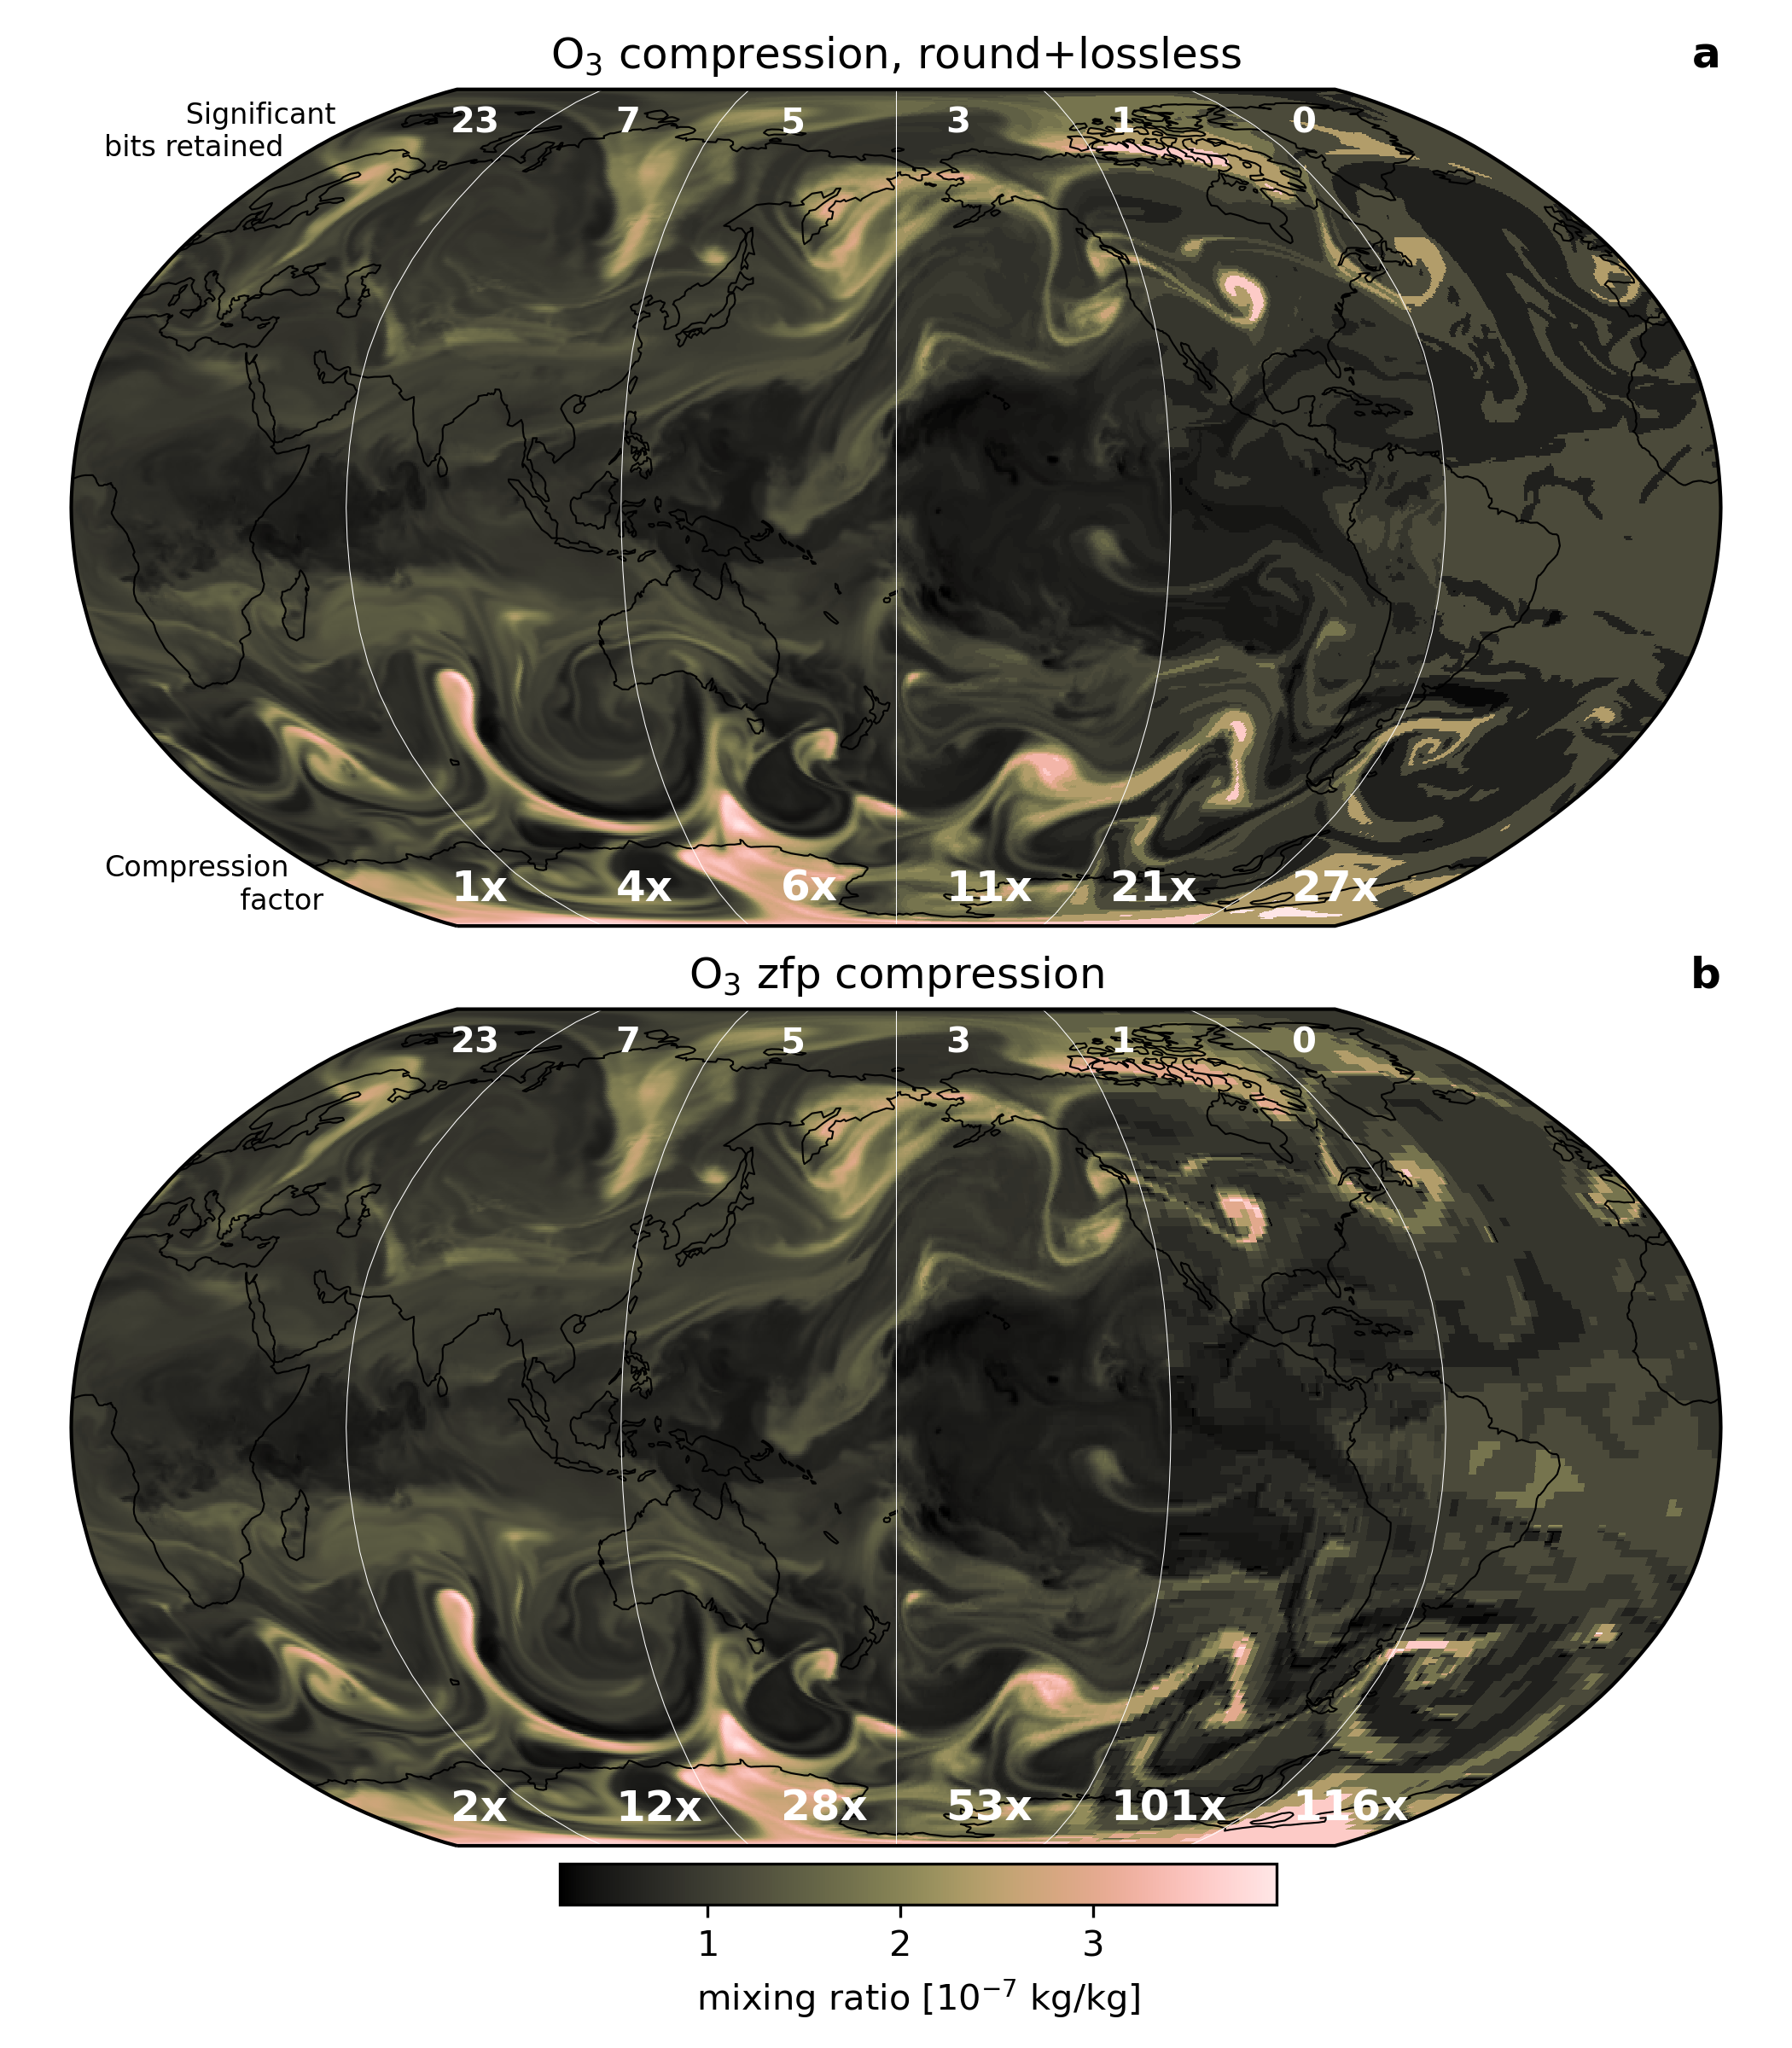 O₃ compression, round+lossless
a
Significant
bits retained
23 7 5 3 1 0
Compression
factor
1x 4x 6x 11x 21x 27x
O₃ zfp compression
b
23 7 5 3 1 0
2x 12x 28x 53x 101x 116x
1 2 3
mixing ratio [10⁻⁷ kg/kg]